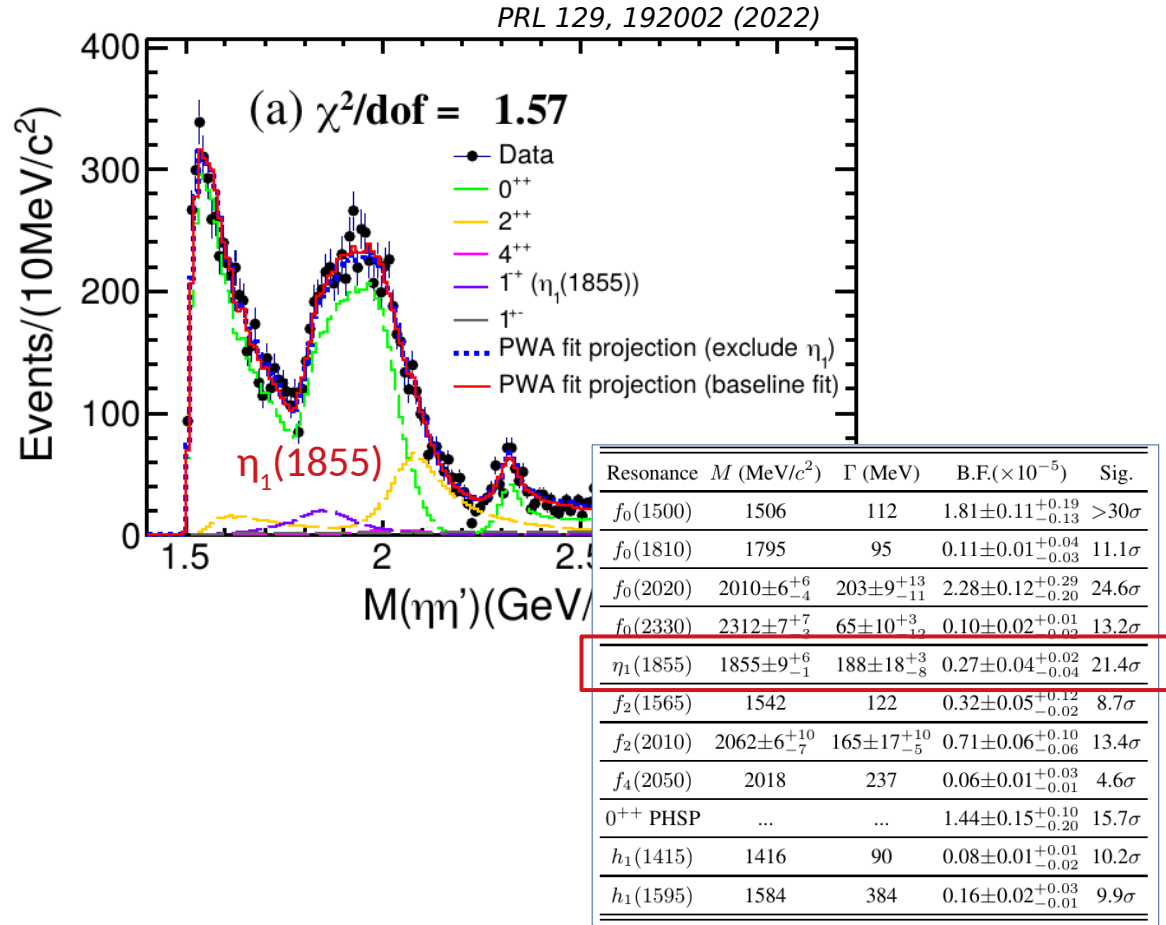 PRL 129, 192002 (2022)
(a) χ²/dof = 1.57
Events/(10MeV/c²)
400
300
200
100
0
Data
0⁺⁺
2⁺⁺
4⁺⁺
1⁻⁺ (η₁(1855))
1⁺⁻
PWA fit projection (exclude η₁)
PWA fit projection (baseline fit)
η₁(1855)
1.5 2 2.5
M(ηη')(GeV/
Resonance M (MeV/c²) Γ (MeV) B.F.(×10⁻⁵) Sig.
f₀(1500) 1506 112 1.81±0.11⁺⁰·¹⁹₋₀.₁₃ >30σ
f₀(1810) 1795 95 0.11±0.01⁺⁰·⁰⁴₋₀.₀₃ 11.1σ
f₀(2020) 2010±6⁺⁶₋₄ 203±9⁺¹³₋₁₁ 2.28±0.12⁺⁰·²⁹₋₀.₂₀ 24.6σ
f₀(2330) 2312±7⁺⁷₋₃ 65±10⁺³₋₁₂ 0.10±0.02⁺⁰·⁰¹₋₀.₀₂ 13.2σ
η₁(1855) 1855±9⁺⁶₋₁ 188±18⁺³₋₈ 0.27±0.04⁺⁰·⁰²₋₀.₀₄ 21.4σ
f₂(1565) 1542 122 0.32±0.05⁺⁰·¹²₋₀.₀₂ 8.7σ
f₂(2010) 2062±6⁺¹⁰₋₇ 165±17⁺¹⁰₋₅ 0.71±0.06⁺⁰·¹⁰₋₀.₀₆ 13.4σ
f₄(2050) 2018 237 0.06±0.01⁺⁰·⁰³₋₀.₀₁ 4.6σ
0⁺⁺ PHSP ... ... 1.44±0.15⁺⁰·¹⁰₋₀.₂₀ 15.7σ
h₁(1415) 1416 90 0.08±0.01⁺⁰·⁰¹₋₀.₀₂ 10.2σ
h₁(1595) 1584 384 0.16±0.02⁺⁰·⁰³₋₀.₀₁ 9.9σ